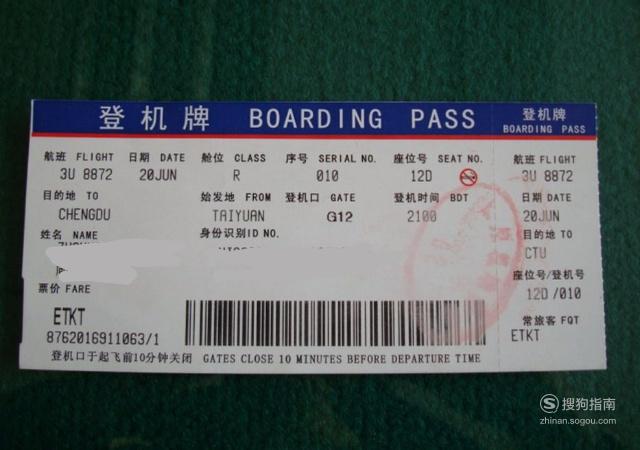 登机牌 BOARDING PASS
登机牌
BOARDING PASS
航班 FLIGHT 日期 DATE 舱位 CLASS 序号 SERIAL NO. 座位号 SEAT NO.
3U 8872 20JUN R 010 12D
目的地 TO 始发地 FROM 登机口 GATE 登机时间 BDT
CHENGDU TAIYUAN G12 2100
姓名 NAME 身份识别 ID NO.
票价 FARE
ETKT
8762016911063/1
登机口于起飞前10分钟关闭 GATES CLOSE 10 MINUTES BEFORE DEPARTURE TIME
航班 FLIGHT
3U 8872
日期 DATE
20JUN
目的地 TO
CTU
座位号/登机号
12D/010
常旅客 FQT
ETKT
搜狗指南
zhinan.sogou.com